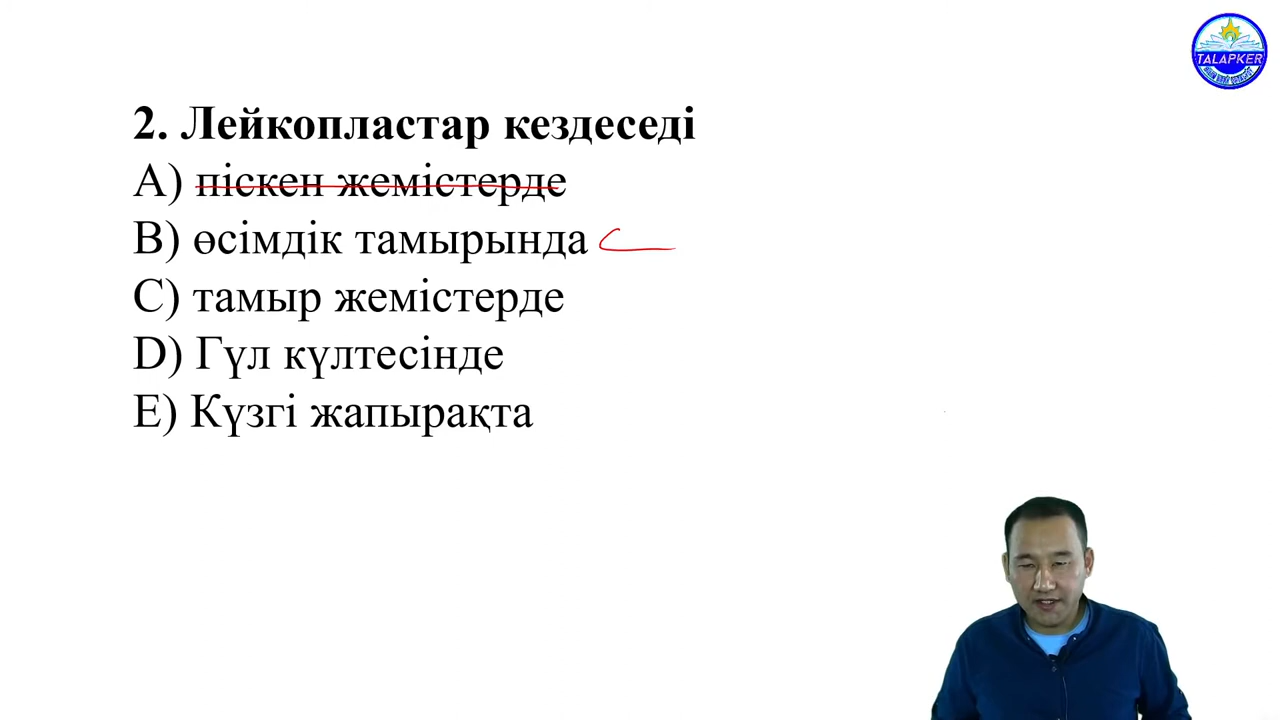 TALAPKER
2. Лейкопластар кездеседі
A) піскен жемістерде
B) өсімдік тамырында
C) тамыр жемістерде
D) Гүл күлтесінде
E) Күзгі жапырақта